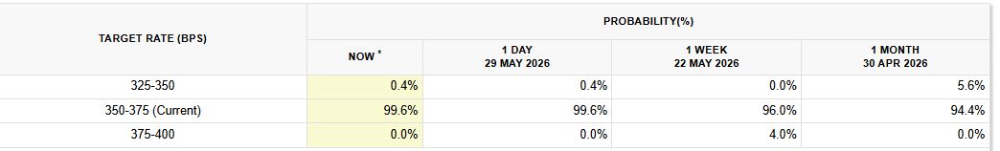 TARGET RATE (BPS)
PROBABILITY(%)
NOW *
1 DAY
29 MAY 2026
1 WEEK
22 MAY 2026
1 MONTH
30 APR 2026
325-350 0.4% 0.4% 0.0% 5.6%
350-375 (Current) 99.6% 99.6% 96.0% 94.4%
375-400 0.0% 0.0% 4.0% 0.0%